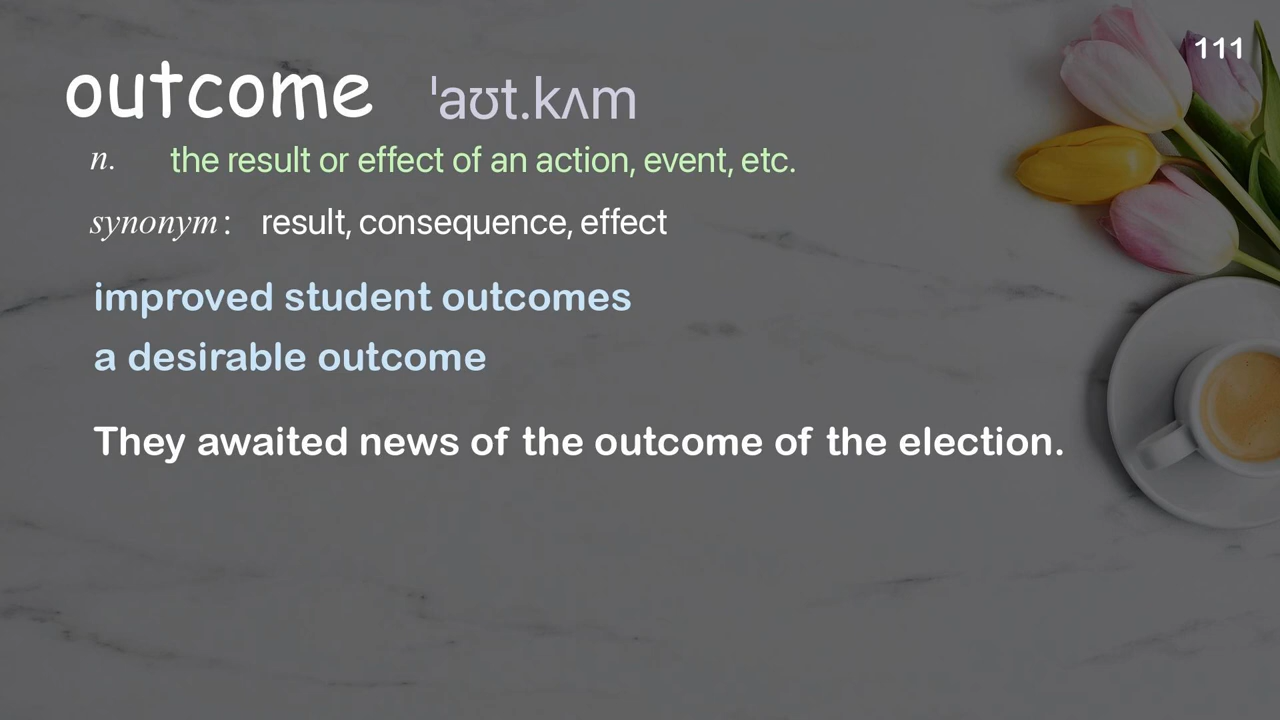 111
outcome ˈaʊt.kʌm
n. the result or effect of an action, event, etc.
synonym: result, consequence, effect
improved student outcomes
a desirable outcome
They awaited news of the outcome of the election.